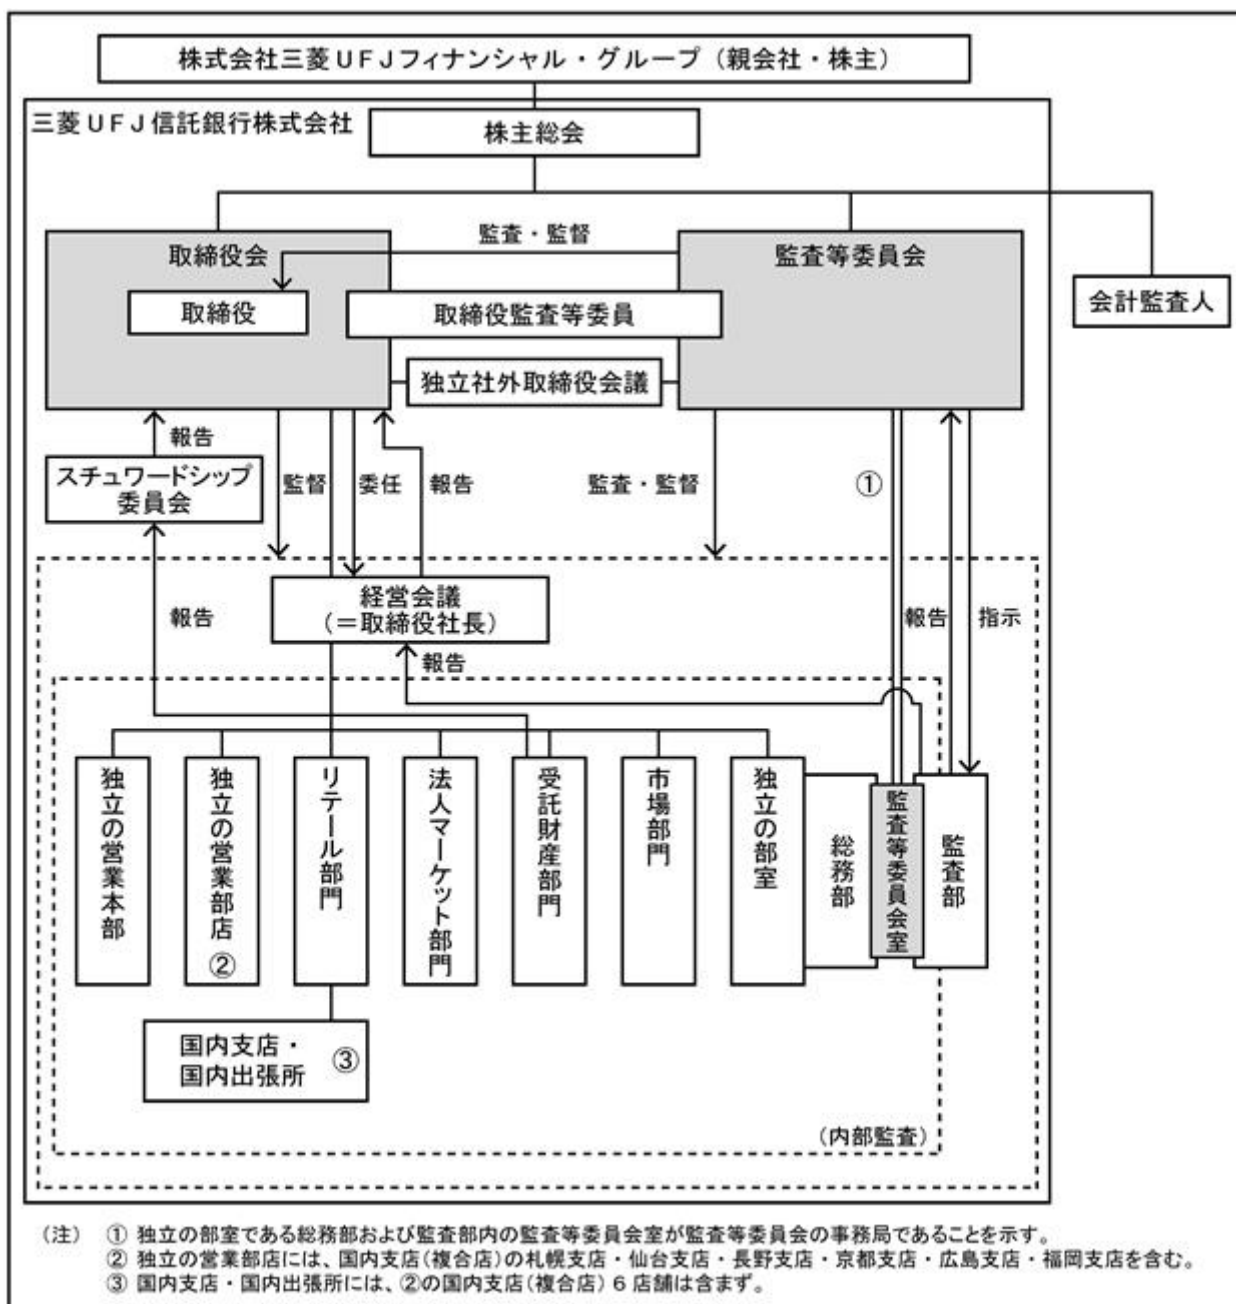 株式会社三菱UFJフィナンシャル・グループ（親会社・株主）
三菱UFJ信託銀行株式会社
株主総会
取締役会
監査・監督
監査等委員会
取締役
取締役監査等委員
会計監査人
独立社外取締役会議
報告
スチュワードシップ
委員会
監督
委任
報告
監査・監督
①
経営会議
（＝取締役社長）
報告
報告
指示
報告
独立の営業本部
独立の営業部店
②
リテール部門
法人マーケット部門
受託財産部門
市場部門
独立の部室
総務部
監査等委員会室
監査部
国内支店・
国内出張所
③
（内部監査）
（注） ① 独立の部室である総務部および監査部内の監査等委員会室が監査等委員会の事務局であることを示す。
② 独立の営業部店には、国内支店（複合店）の札幌支店・仙台支店・長野支店・京都支店・広島支店・福岡支店を含む。
③ 国内支店・国内出張所には、②の国内支店（複合店）６店舗は含まず。